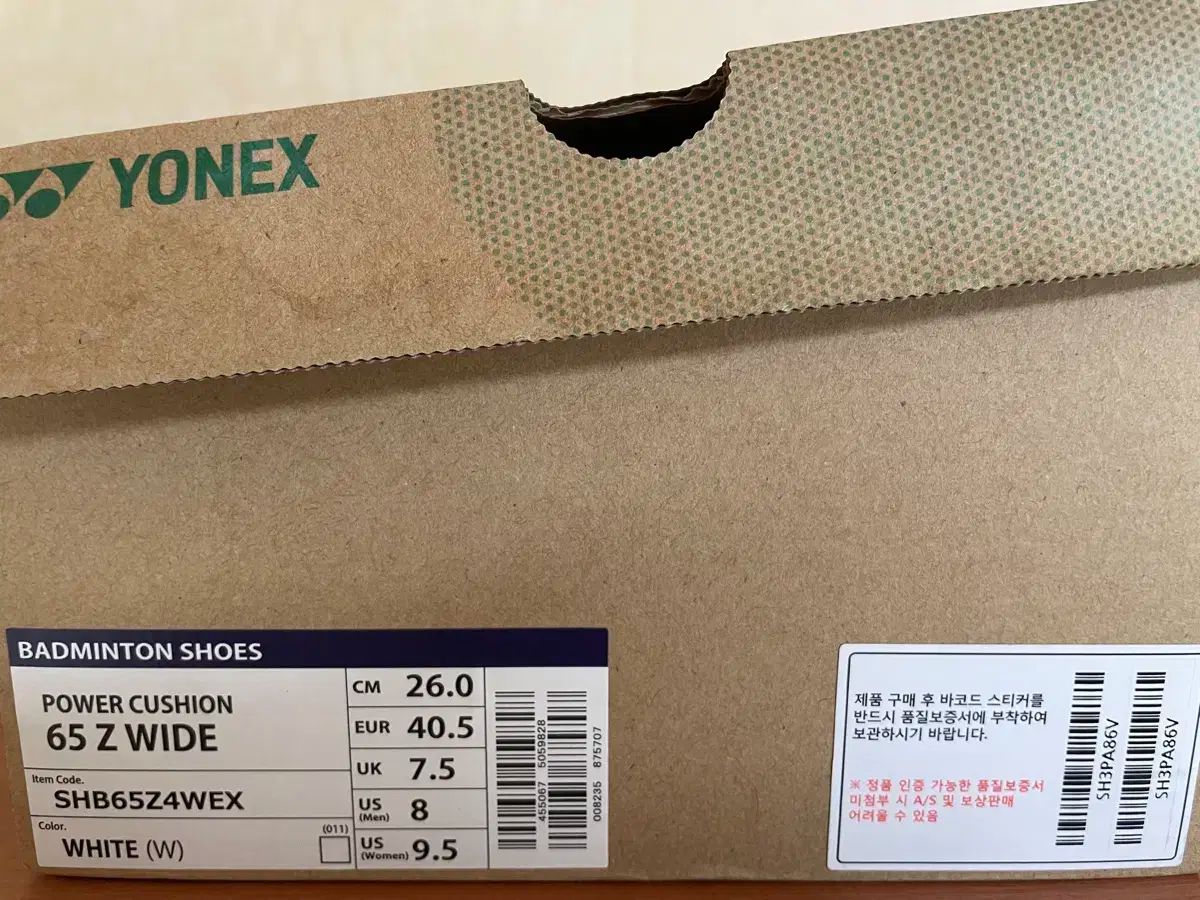 YONEX
BADMINTON SHOES
POWER CUSHION
65 Z WIDE
Item Code.
SHB65Z4WEX
Color.
(011)
WHITE (W)
CM 26.0
EUR 40.5
UK 7.5
US (Men) 8
US (Women) 9.5
455067 5059828
008235 875707
제품 구매 후 바코드 스티커를
반드시 품질보증서에 부착하여
보관하시기 바랍니다.
※ 정품 인증 가능한 품질보증서
미첨부 시 A/S 및 보상판매
어려울 수 있음
SH3PA86V
SH3PA86V